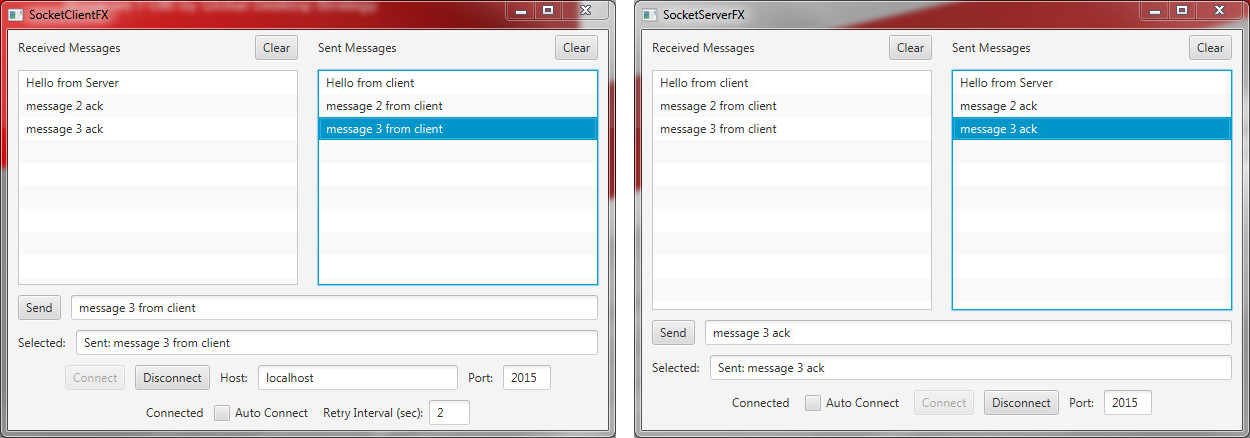 SocketClientFX
Received Messages
Clear
Sent Messages
Clear
Hello from Server
message 2 ack
message 3 ack
Hello from client
message 2 from client
message 3 from client
Send
message 3 from client
Selected:
Sent: message 3 from client
Connect
Disconnect
Host:
localhost
Port:
2015
Connected
Auto Connect
Retry Interval (sec):
2
SocketServerFX
Received Messages
Clear
Sent Messages
Clear
Hello from client
message 2 from client
message 3 from client
Hello from Server
message 2 ack
message 3 ack
Send
message 3 ack
Selected:
Sent: message 3 ack
Connected
Auto Connect
Connect
Disconnect
Port:
2015